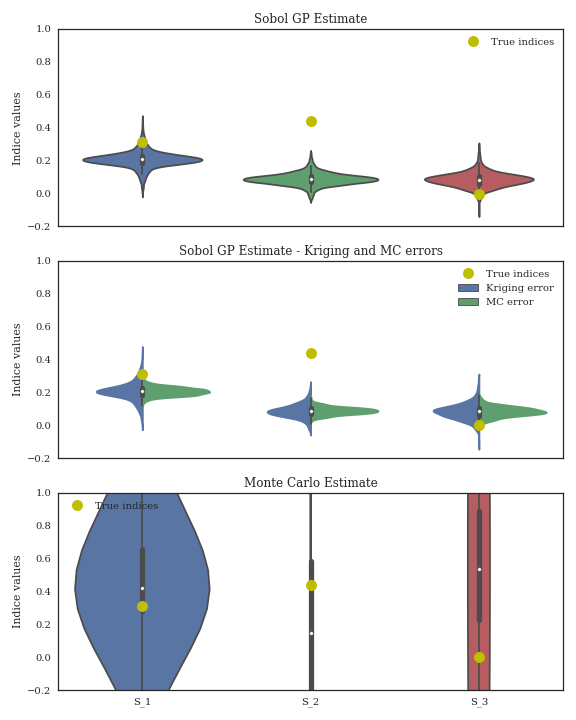 Sobol GP Estimate
1.0
0.8
0.6
0.4
0.2
0.0
−0.2
Indice values
True indices
Sobol GP Estimate - Kriging and MC errors
1.0
0.8
0.6
0.4
0.2
0.0
−0.2
Indice values
True indices
Kriging error
MC error
Monte Carlo Estimate
1.0
0.8
0.6
0.4
0.2
0.0
−0.2
Indice values
True indices
S_1
S_2
S_3